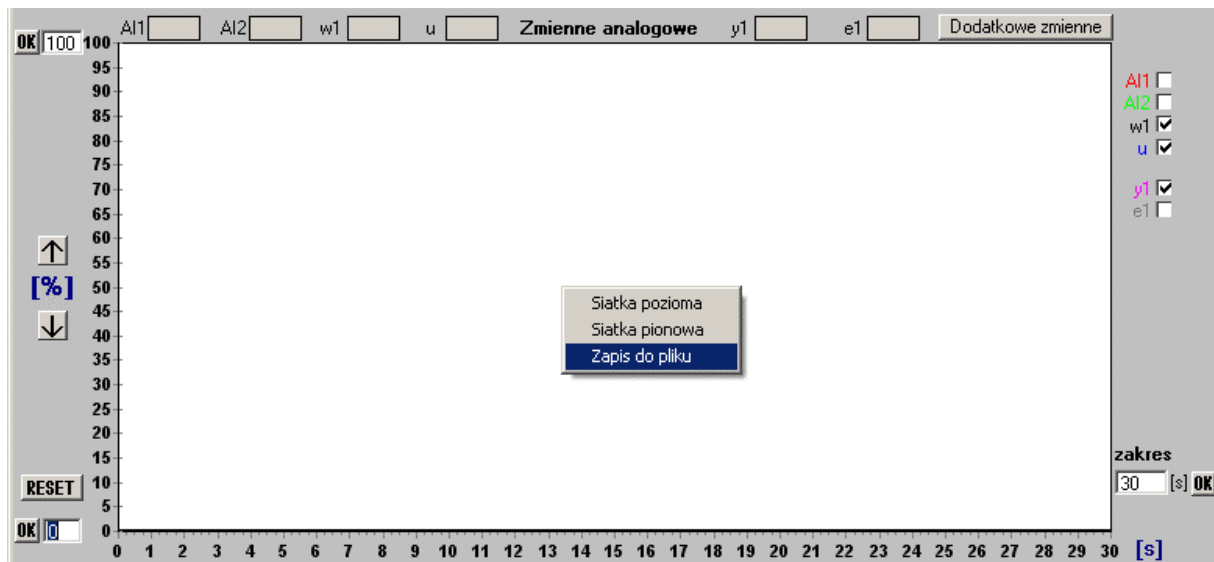 AI1 AI2 w1 u Zmienne analogowe y1 e1 Dodatkowe zmienne
OK 100 100
95
90
85
80
75
70
65
60
55
[%] 50
45
40
35
30
25
20
15
RESET 10
5
OK 0 0
0 1 2 3 4 5 6 7 8 9 10 11 12 13 14 15 16 17 18 19 20 21 22 23 24 25 26 27 28 29 30 [s]
Siatka pozioma
Siatka pionowa
Zapis do pliku
AI1
AI2
w1
u
y1
e1
zakres
30 [s] OK